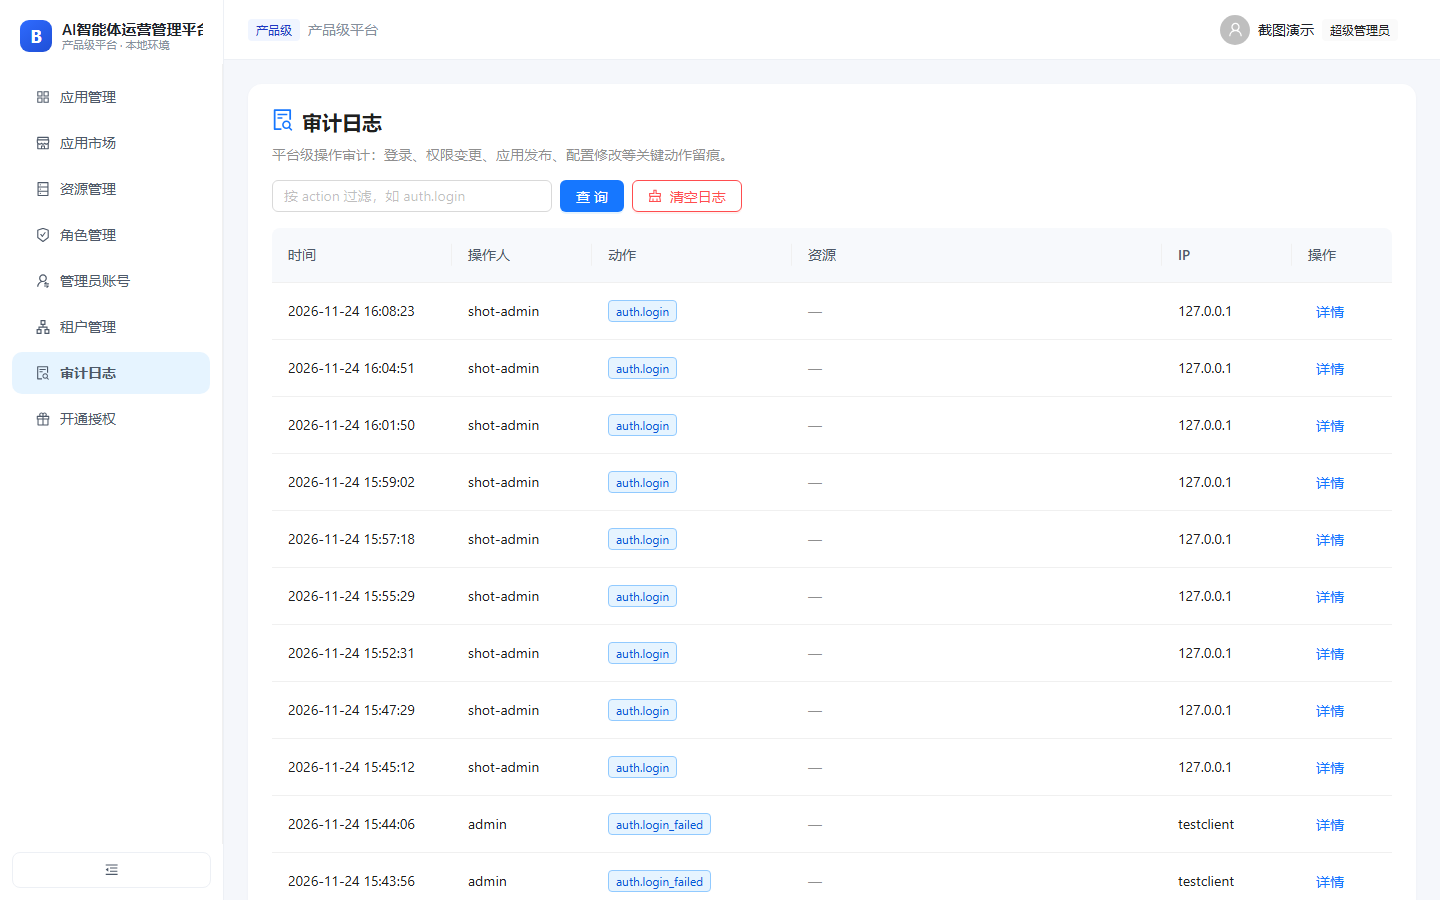 B
AI智能体运营管理平台
产品级平台 · 本地环境
应用管理
应用市场
资源管理
角色管理
管理员账号
租户管理
审计日志
开通授权
产品级 产品级平台
截图演示 超级管理员
审计日志
平台级操作审计：登录、权限变更、应用发布、配置修改等关键动作留痕。
按 action 过滤，如 auth.login 查 询 清空日志
时间 操作人 动作 资源 IP 操作
2026-11-24 16:08:23 shot-admin auth.login — 127.0.0.1 详情
2026-11-24 16:04:51 shot-admin auth.login — 127.0.0.1 详情
2026-11-24 16:01:50 shot-admin auth.login — 127.0.0.1 详情
2026-11-24 15:59:02 shot-admin auth.login — 127.0.0.1 详情
2026-11-24 15:57:18 shot-admin auth.login — 127.0.0.1 详情
2026-11-24 15:55:29 shot-admin auth.login — 127.0.0.1 详情
2026-11-24 15:52:31 shot-admin auth.login — 127.0.0.1 详情
2026-11-24 15:47:29 shot-admin auth.login — 127.0.0.1 详情
2026-11-24 15:45:12 shot-admin auth.login — 127.0.0.1 详情
2026-11-24 15:44:06 admin auth.login_failed — testclient 详情
2026-11-24 15:43:56 admin auth.login_failed — testclient 详情